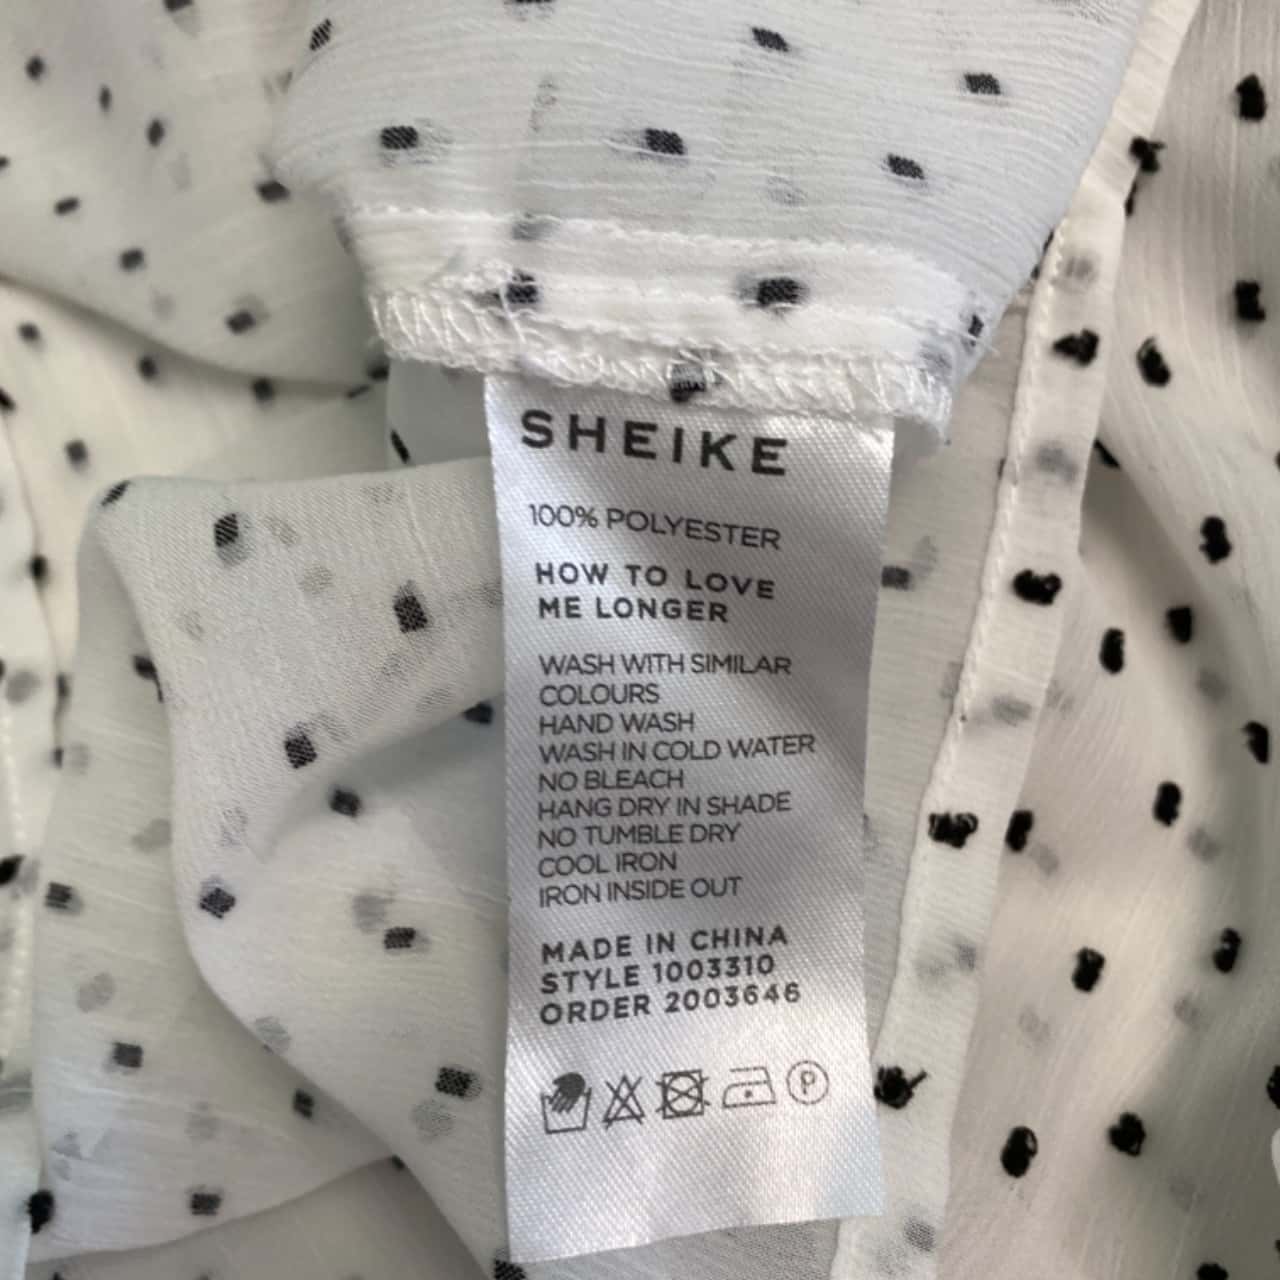 SHEIKE
100% POLYESTER
HOW TO LOVE
ME LONGER
WASH WITH SIMILAR
COLOURS
HAND WASH
WASH IN COLD WATER
NO BLEACH
HANG DRY IN SHADE
NO TUMBLE DRY
COOL IRON
IRON INSIDE OUT
MADE IN CHINA
STYLE 1003310
ORDER 2003646
P